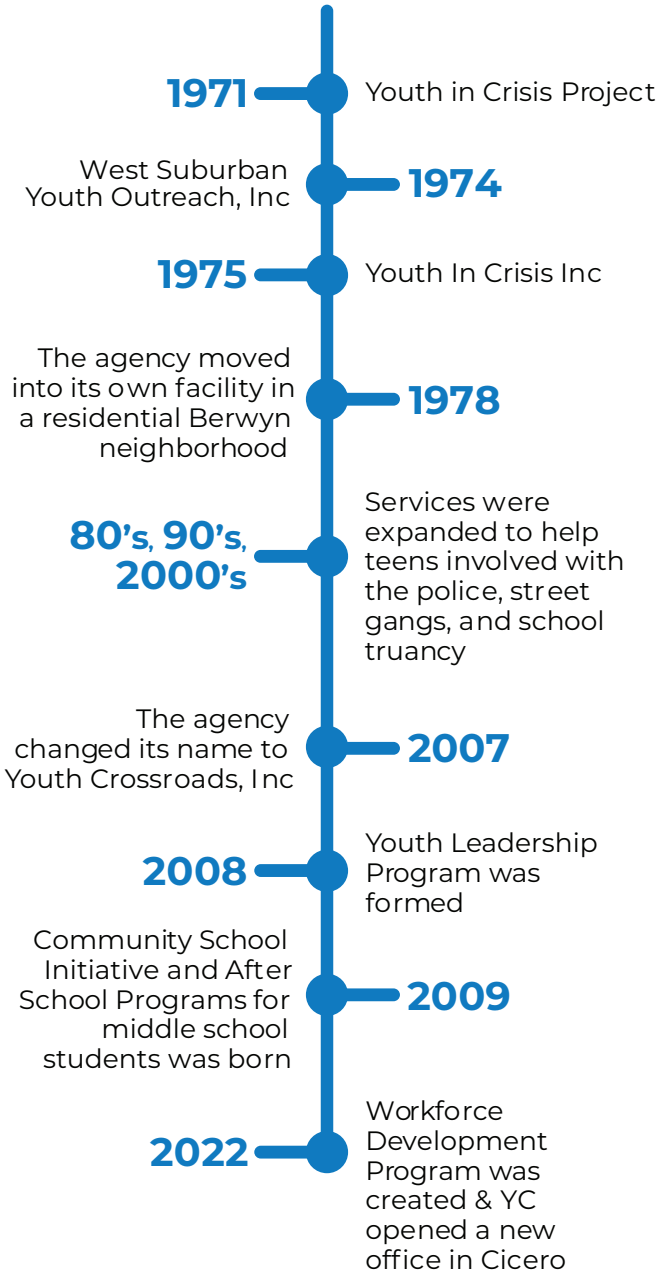 1971
Youth in Crisis Project
West Suburban
Youth Outreach, Inc
1974
1975
Youth In Crisis Inc
The agency moved
into its own facility in
a residential Berwyn
neighborhood
1978
80’s, 90’s,
2000’s
Services were
expanded to help
teens involved with
the police, street
gangs, and school
truancy
The agency
changed its name to
Youth Crossroads, Inc
2007
2008
Youth Leadership
Program was
formed
Community School
Initiative and After
School Programs for
middle school
students was born
2009
2022
Workforce
Development
Program was
created & YC
opened a new
office in Cicero